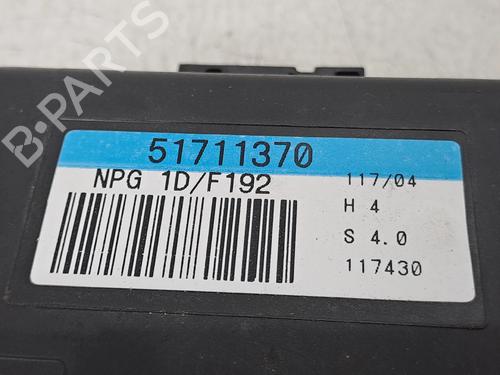 51711370
NPG 1D/F192
117/04
H 4
S 4.0
117430
B-PARTS